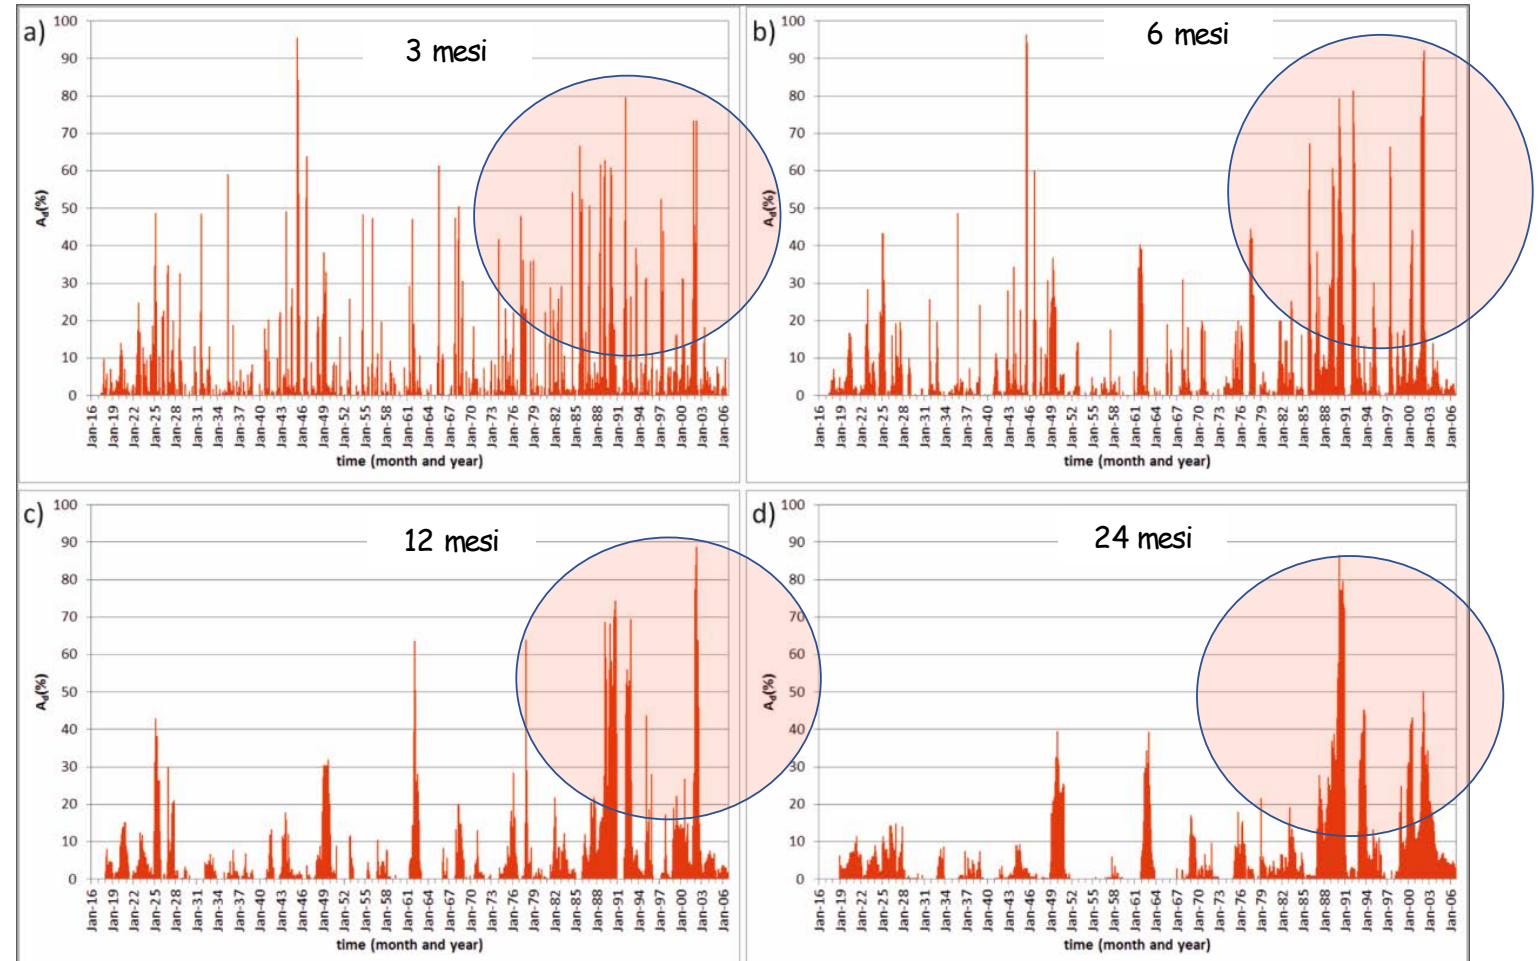 a)
3 mesi
100
90
80
70
60
50
40
30
20
10
0
Ad(%)
Jan-16 Jan-19 Jan-22 Jan-25 Jan-28 Jan-31 Jan-34 Jan-37 Jan-40 Jan-43 Jan-46 Jan-49 Jan-52 Jan-55 Jan-58 Jan-61 Jan-64 Jan-67 Jan-70 Jan-73 Jan-76 Jan-79 Jan-82 Jan-85 Jan-88 Jan-91 Jan-94 Jan-97 Jan-00 Jan-03 Jan-06
time (month and year)
b)
6 mesi
100
90
80
70
60
50
40
30
20
10
0
Ad(%)
Jan-16 Jan-19 Jan-22 Jan-25 Jan-28 Jan-31 Jan-34 Jan-37 Jan-40 Jan-43 Jan-46 Jan-49 Jan-52 Jan-55 Jan-58 Jan-61 Jan-64 Jan-67 Jan-70 Jan-73 Jan-76 Jan-79 Jan-82 Jan-85 Jan-88 Jan-91 Jan-94 Jan-97 Jan-00 Jan-03 Jan-06
time (month and year)
c)
12 mesi
100
90
80
70
60
50
40
30
20
10
0
Ad(%)
Jan-16 Jan-19 Jan-22 Jan-25 Jan-28 Jan-31 Jan-34 Jan-37 Jan-40 Jan-43 Jan-46 Jan-49 Jan-52 Jan-55 Jan-58 Jan-61 Jan-64 Jan-67 Jan-70 Jan-73 Jan-76 Jan-79 Jan-82 Jan-85 Jan-88 Jan-91 Jan-94 Jan-97 Jan-00 Jan-03 Jan-06
time (month and year)
d)
24 mesi
100
90
80
70
60
50
40
30
20
10
0
Ad(%)
Jan-16 Jan-19 Jan-22 Jan-25 Jan-28 Jan-31 Jan-34 Jan-37 Jan-40 Jan-43 Jan-46 Jan-49 Jan-52 Jan-55 Jan-58 Jan-61 Jan-64 Jan-67 Jan-70 Jan-73 Jan-76 Jan-79 Jan-82 Jan-85 Jan-88 Jan-91 Jan-94 Jan-97 Jan-00 Jan-03 Jan-06
time (month and year)